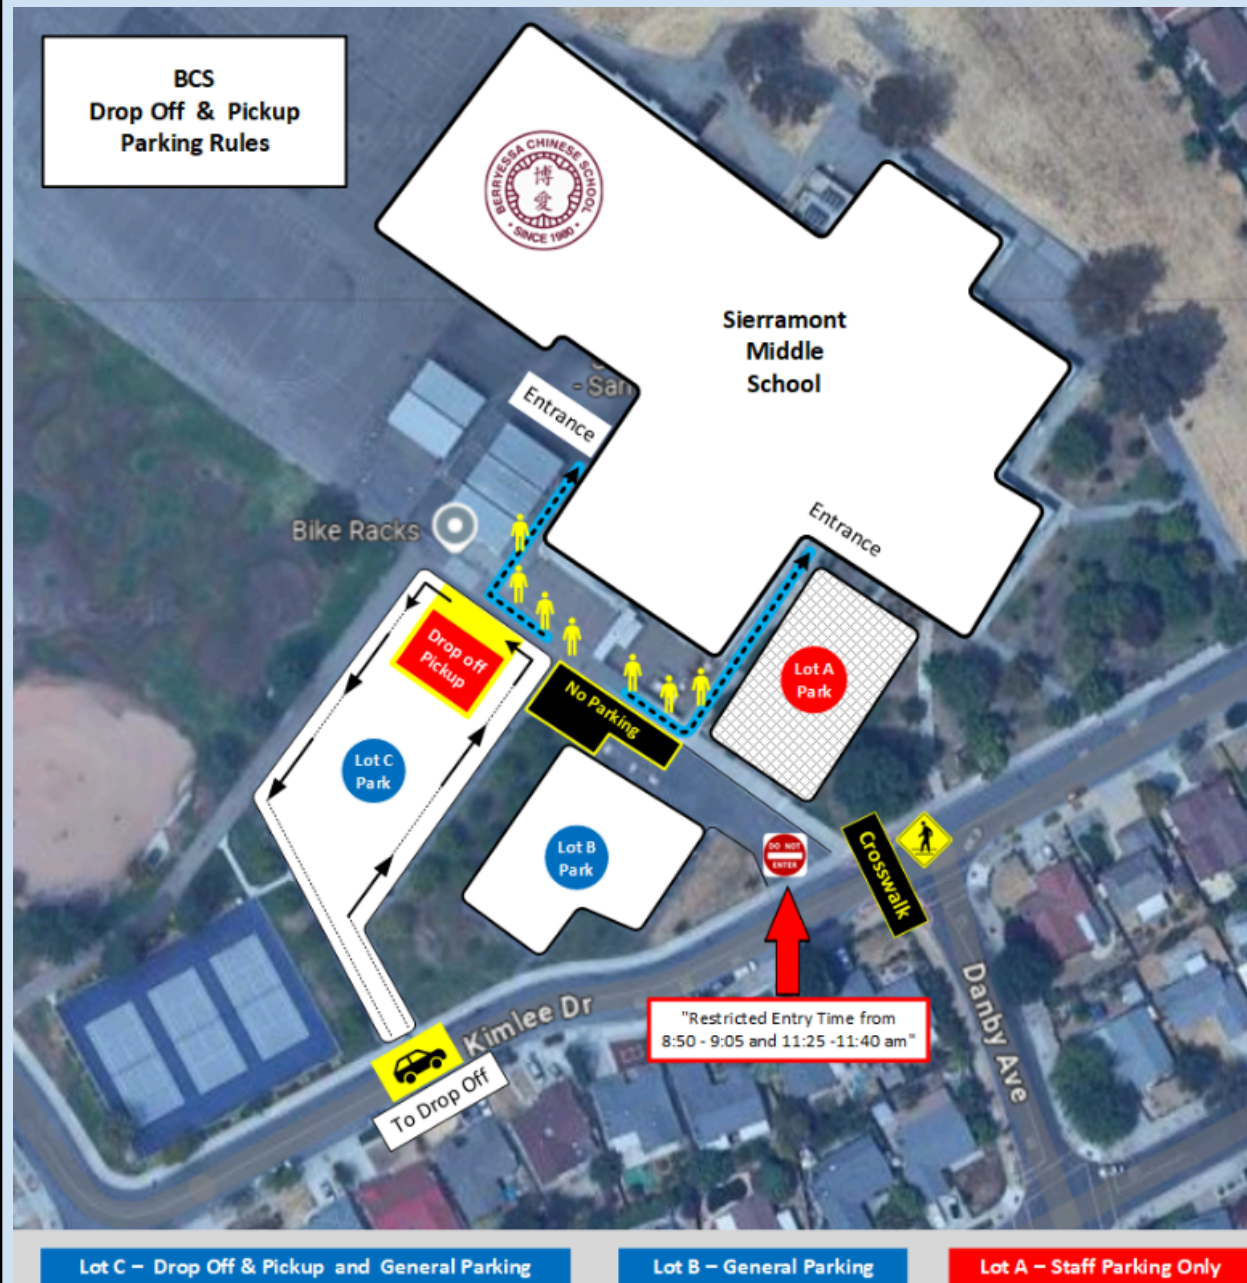 BCS
Drop Off & Pickup
Parking Rules
BERRYESSA CHINESE SCHOOL
博
愛
• SINCE 1980 •
Sierramont
Middle
School
- San
Entrance
Entrance
Bike Racks
Drop off
Pickup
No Parking
Lot A
Park
Lot C
Park
Lot B
Park
DO NOT
ENTER
Crosswalk
Kimlee Dr
Danby Ave
"Restricted Entry Time from
8:50 - 9:05 and 11:25 -11:40 am"
To Drop Off
Lot C – Drop Off & Pickup and General Parking
Lot B – General Parking
Lot A – Staff Parking Only